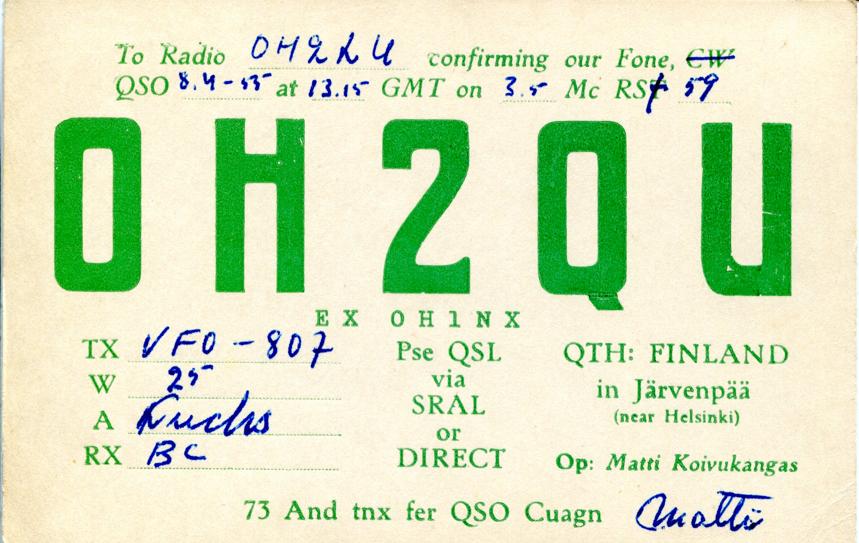 To Radio OH2RU confirming our Fone, CW
QSO 8.4-55 at 13.15 GMT on 3.5 Mc RST 59
OH2QU
EX OH1NX
TX VFO-807
W 25
A Fuchs
RX BC
Pse QSL
via
SRAL
or
DIRECT
QTH: FINLAND
in Järvenpää
(near Helsinki)
Op: Matti Koivukangas
73 And tnx fer QSO Cuagn Matti